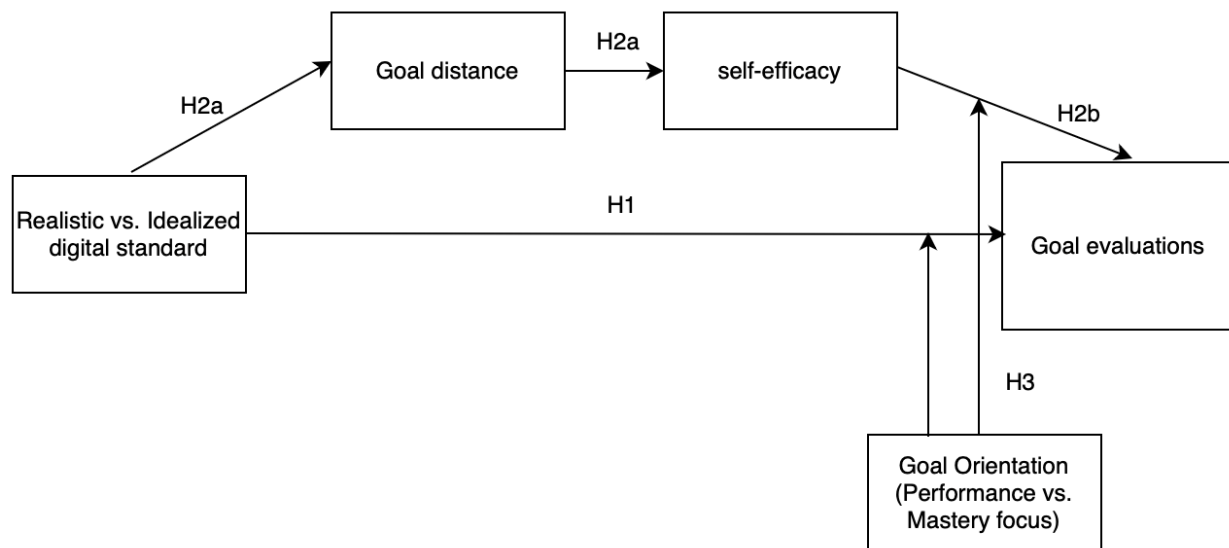 H2a
Goal distance
H2a
self-efficacy
H2b
Realistic vs. Idealized
digital standard
H1
Goal evaluations
H3
Goal Orientation
(Performance vs.
Mastery focus)